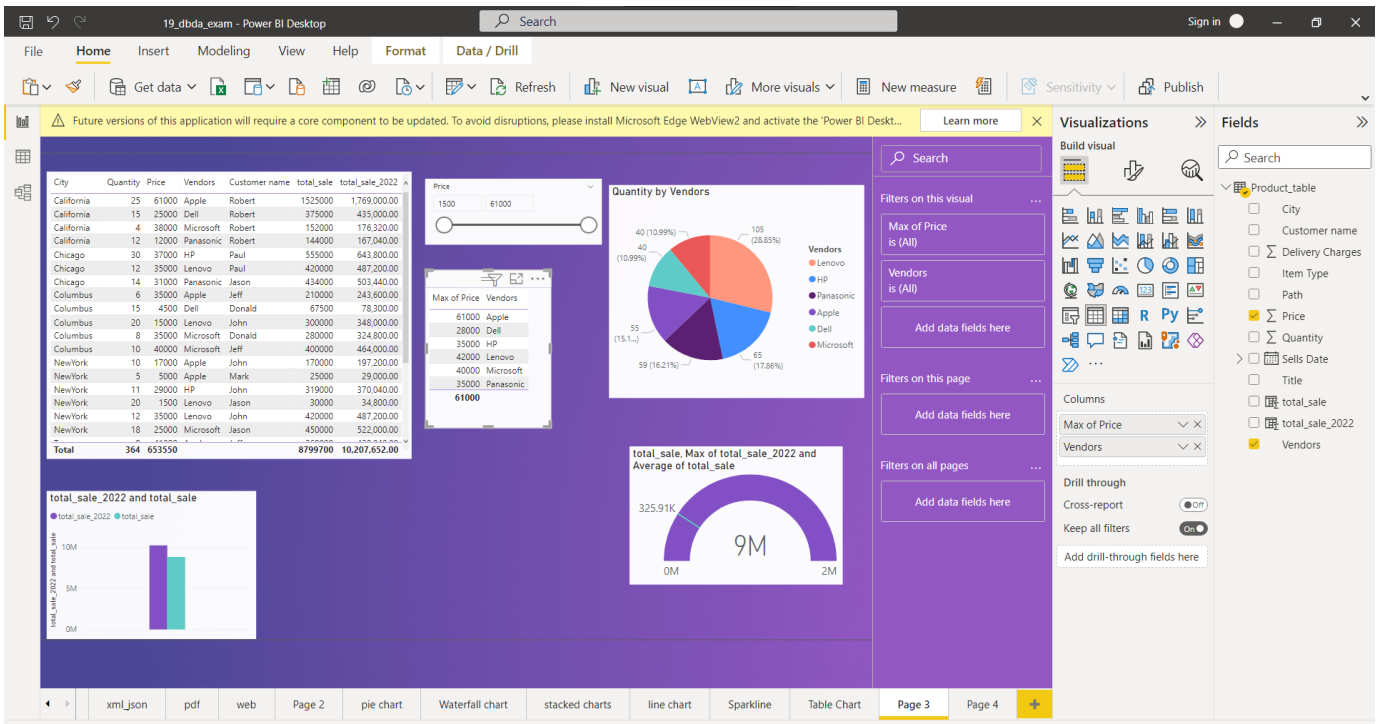 19_dbda_exam - Power BI Desktop
Search
Sign in
File Home Insert Modeling View Help Format Data / Drill
Get data Refresh New visual More visuals New measure Sensitivity Publish
Future versions of this application will require a core component to be updated. To avoid disruptions, please install Microsoft Edge WebView2 and activate the 'Power BI Deskt... Learn more
City Quantity Price Vendors Customer name total_sale total_sale_2022
California 25 61000 Apple Robert 1525000 1,769,000.00
California 15 25000 Dell Robert 375000 435,000.00
California 4 38000 Microsoft Robert 152000 176,320.00
California 12 12000 Panasonic Robert 144000 167,040.00
Chicago 30 37000 HP Paul 555000 643,800.00
Chicago 12 35000 Lenovo Paul 420000 487,200.00
Chicago 14 31000 Panasonic Jason 434000 503,440.00
Columbus 6 35000 Apple Jeff 210000 243,600.00
Columbus 15 4500 Dell Donald 67500 78,300.00
Columbus 20 15000 Lenovo John 300000 348,000.00
Columbus 8 35000 Microsoft Donald 280000 324,800.00
Columbus 10 40000 Microsoft Jeff 400000 464,000.00
NewYork 10 17000 Apple John 170000 197,200.00
NewYork 5 5000 Apple Mark 25000 29,000.00
NewYork 11 29000 HP John 319000 370,040.00
NewYork 20 1500 Lenovo Jason 30000 34,800.00
NewYork 12 35000 Lenovo John 420000 487,200.00
NewYork 18 25000 Microsoft Jason 450000 522,000.00
Total 364 653550 8799700 10,207,652.00
Price
1500 61000
Max of Price Vendors
61000 Apple
28000 Dell
35000 HP
42000 Lenovo
40000 Microsoft
35000 Panasonic
61000
Quantity by Vendors
105
(28.85%)
65
(17.86%)
59 (16.21%)
55
(15.1...)
40
(10.99%)
40 (10.99%)
Vendors
Lenovo
HP
Panasonic
Apple
Dell
Microsoft
total_sale_2022 and total_sale
total_sale_2022 total_sale
total_sale_2022 and total_sale
10M
5M
0M
total_sale, Max of total_sale_2022 and
Average of total_sale
325.91K
9M
0M 2M
Search
Filters on this visual ...
Max of Price
is (All)
Vendors
is (All)
Add data fields here
Filters on this page ...
Add data fields here
Filters on all pages ...
Add data fields here
Visualizations
Build visual
123
R Py
...
Columns
Max of Price
Vendors
Drill through
Cross-report Off
Keep all filters On
Add drill-through fields here
Fields
Search
Product_table
City
Customer name
Delivery Charges
Item Type
Path
Price
Quantity
Sells Date
Title
total_sale
total_sale_2022
Vendors
xml_json pdf web Page 2 pie chart Waterfall chart stacked charts line chart Sparkline Table Chart Page 3 Page 4